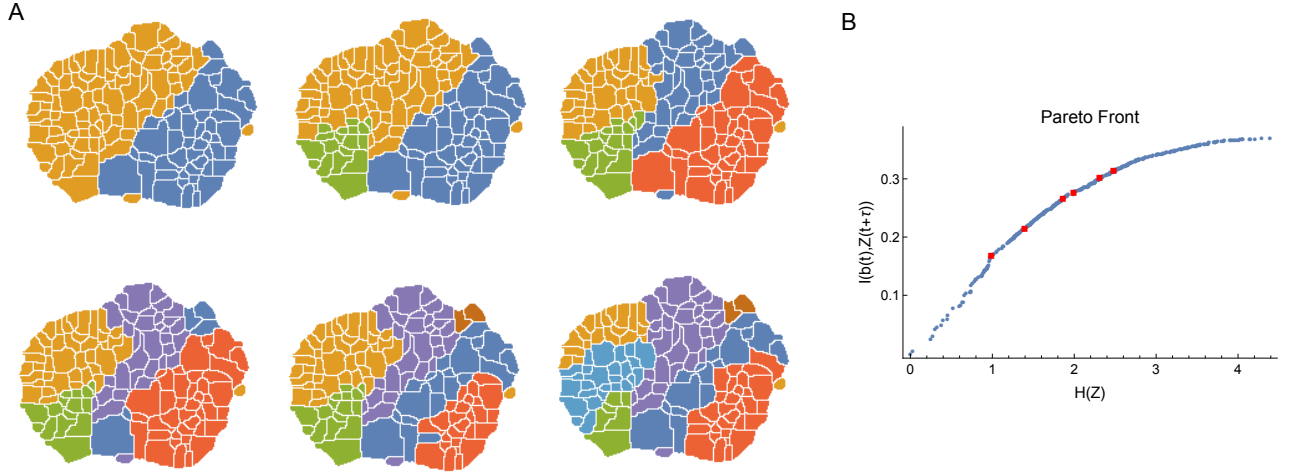 A
B
Pareto Front
I(b(t),Z(t+τ))
0.3
0.2
0.1
0 1 2 3 4
H(Z)